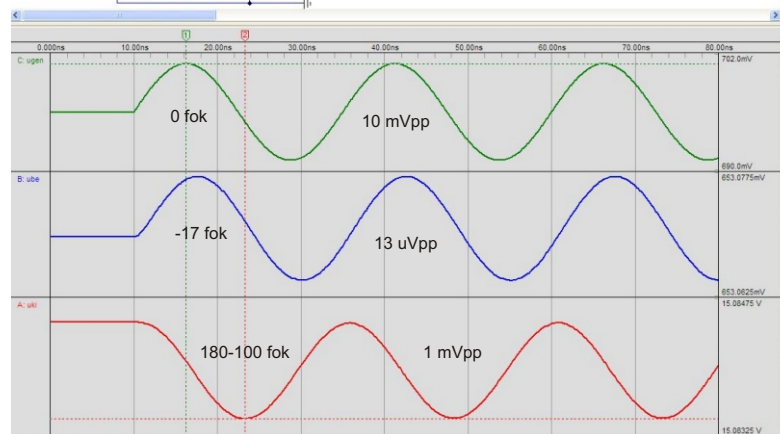 1 2
0.000ns 10.00ns 20.00ns 30.00ns 40.00ns 50.00ns 60.00ns 70.00ns 80.00ns
C: ugen
702.0mV
0 fok 10 mVpp
690.0mV
B: ube
653.0775mV
-17 fok 13 uVpp
653.0625mV
A: uki
15.08475 V
180-100 fok 1 mVpp
15.08325 V